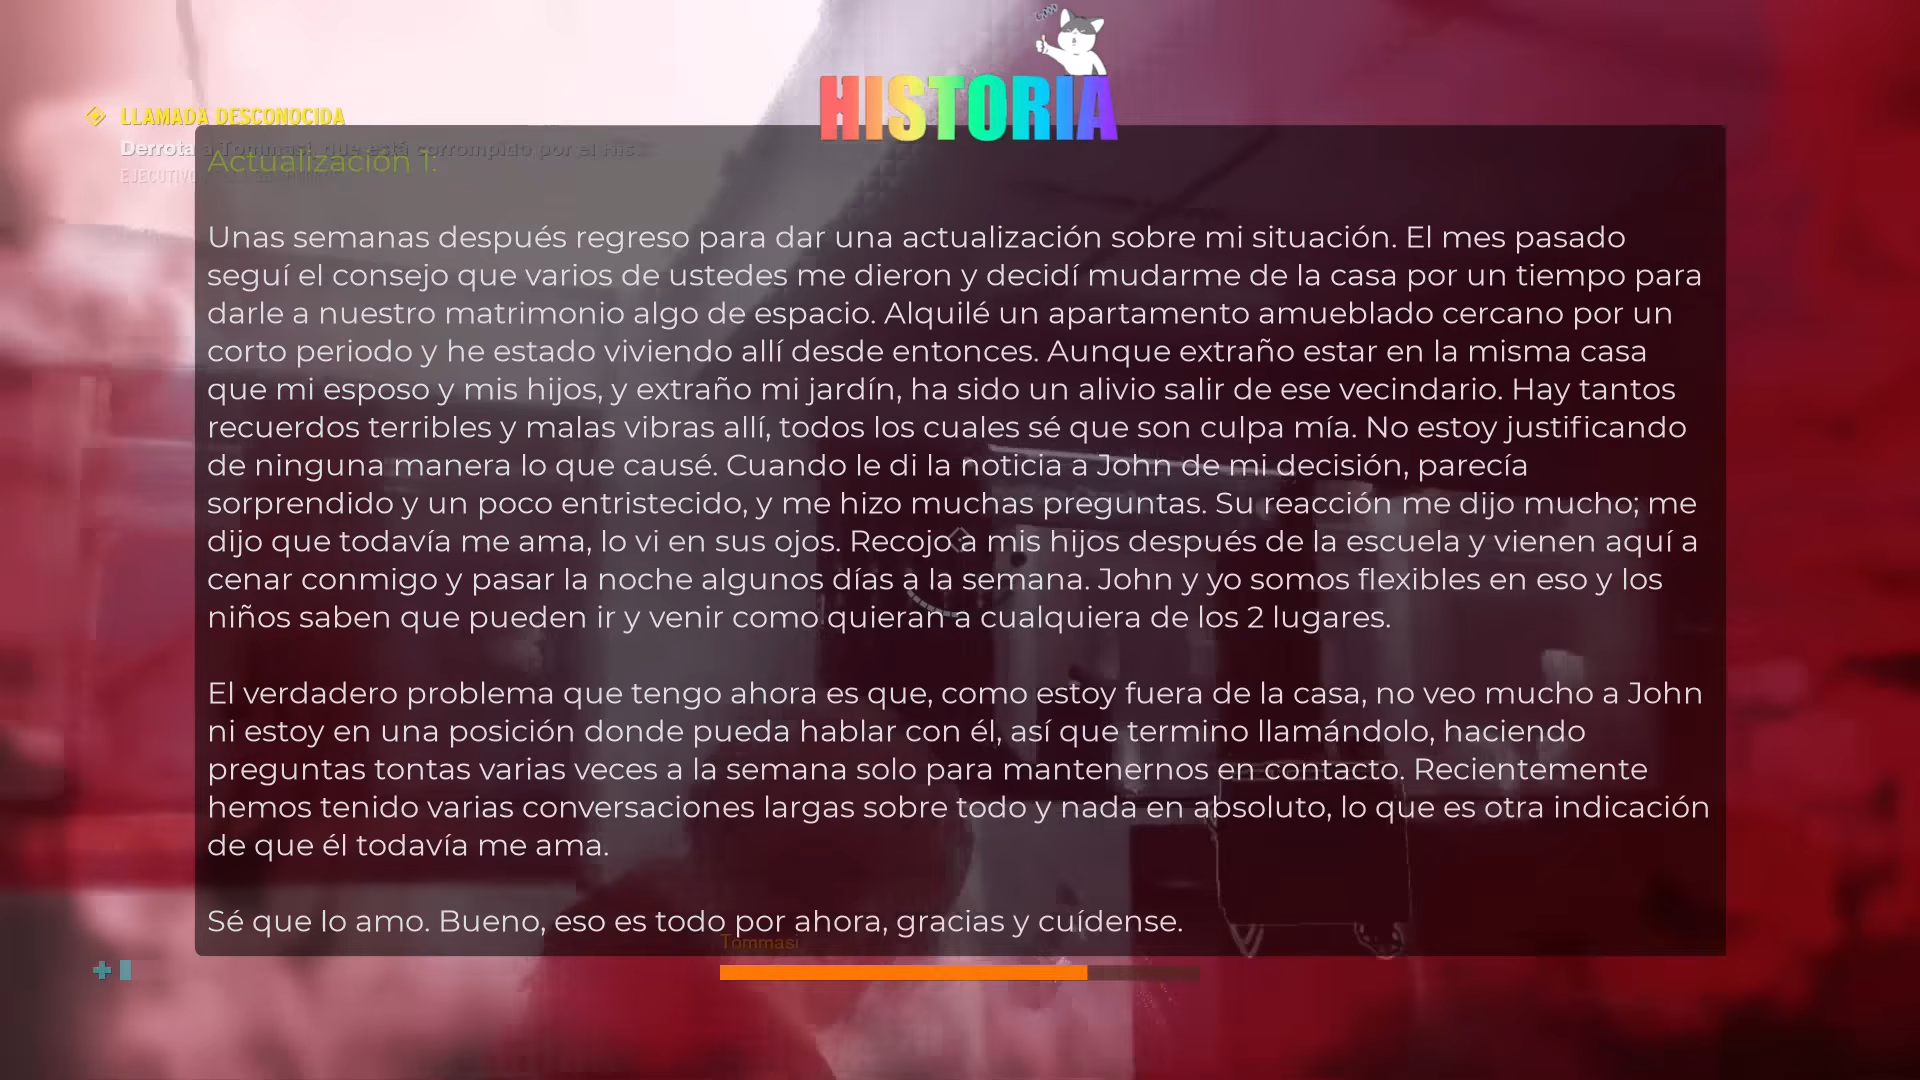 HISTORIA
LLAMADA DESCONOCIDA
Derrota a Tommasi, que está corrompido por el His...
EJECUTIVO
Actualización 1:
Unas semanas después regreso para dar una actualización sobre mi situación. El mes pasado
seguí el consejo que varios de ustedes me dieron y decidí mudarme de la casa por un tiempo para
darle a nuestro matrimonio algo de espacio. Alquilé un apartamento amueblado cercano por un
corto periodo y he estado viviendo allí desde entonces. Aunque extraño estar en la misma casa
que mi esposo y mis hijos, y extraño mi jardín, ha sido un alivio salir de ese vecindario. Hay tantos
recuerdos terribles y malas vibras allí, todos los cuales sé que son culpa mía. No estoy justificando
de ninguna manera lo que causé. Cuando le di la noticia a John de mi decisión, parecía
sorprendido y un poco entristecido, y me hizo muchas preguntas. Su reacción me dijo mucho; me
dijo que todavía me ama, lo vi en sus ojos. Recojo a mis hijos después de la escuela y vienen aquí a
cenar conmigo y pasar la noche algunos días a la semana. John y yo somos flexibles en eso y los
niños saben que pueden ir y venir como quieran a cualquiera de los 2 lugares.
El verdadero problema que tengo ahora es que, como estoy fuera de la casa, no veo mucho a John
ni estoy en una posición donde pueda hablar con él, así que termino llamándolo, haciendo
preguntas tontas varias veces a la semana solo para mantenernos en contacto. Recientemente
hemos tenido varias conversaciones largas sobre todo y nada en absoluto, lo que es otra indicación
de que él todavía me ama.
Sé que lo amo. Bueno, eso es todo por ahora, gracias y cuídense.
Tommasi